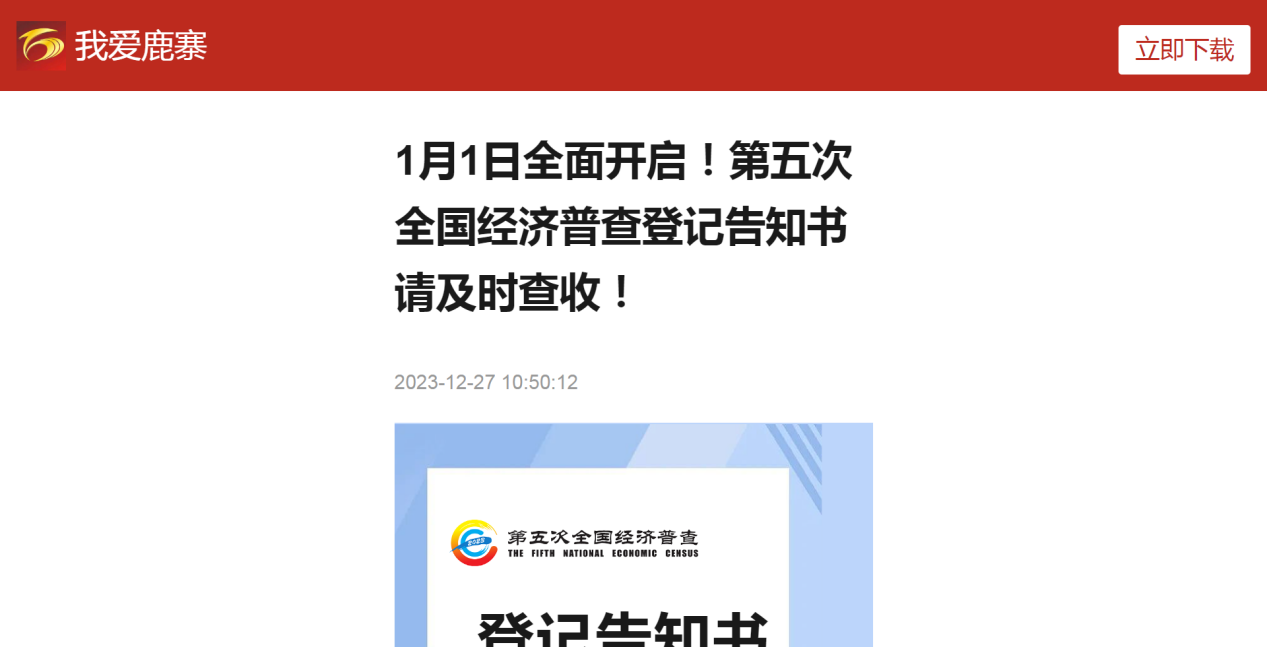 我爱鹿寨
立即下载
1月1日全面开启！第五次
全国经济普查登记告知书
请及时查收！
2023-12-27 10:50:12
2023
第五次全国经济普查
THE FIFTH NATIONAL ECONOMIC CENSUS
登记告知书